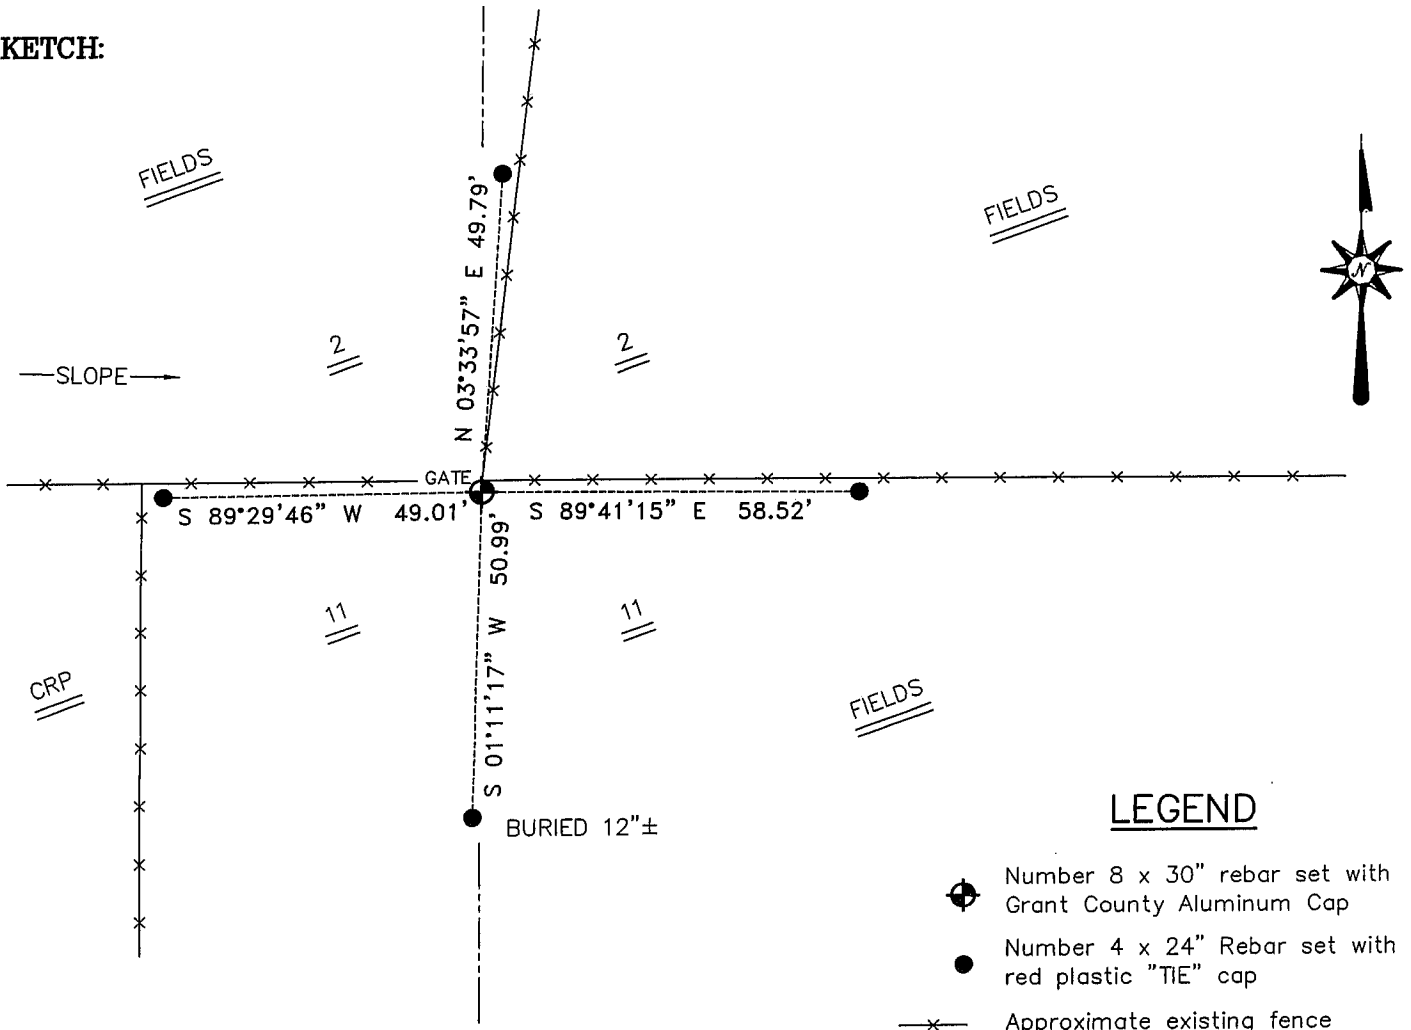 KETCH:
FIELDS
FIELDS
N 03°33'57" E 49.79'
2
2
SLOPE
N
GATE
S 89°29'46" W 49.01'
S 89°41'15" E 58.52'
S 01°11'17" W 50.99'
11
11
CRP
FIELDS
BURIED 12"±
LEGEND
Number 8 x 30" rebar set with
Grant County Aluminum Cap
Number 4 x 24" Rebar set with
red plastic "TIE" cap
Approximate existing fence